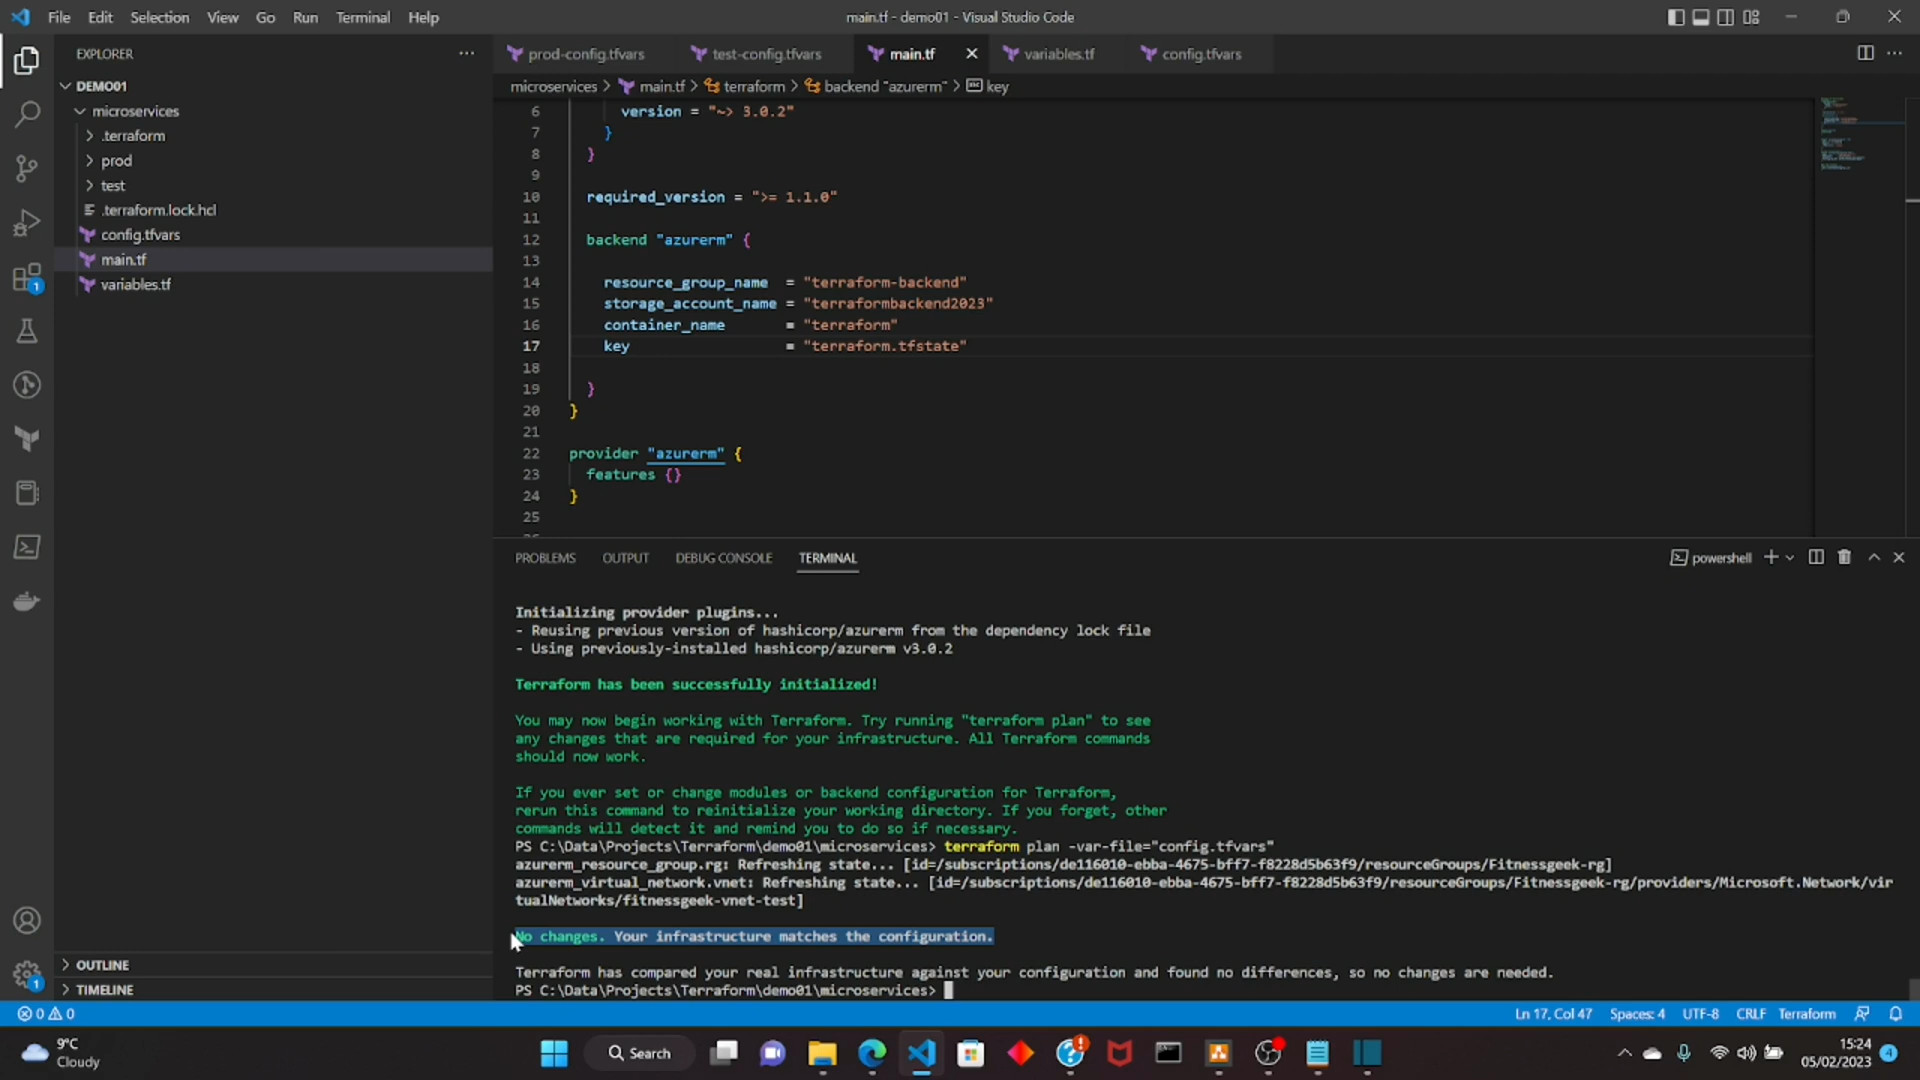 File Edit Selection View Go Run Terminal Help
main.tf - demo01 - Visual Studio Code
EXPLORER
DEMO01
microservices
.terraform
prod
test
.terraform.lock.hcl
config.tfvars
main.tf
variables.tf
OUTLINE
TIMELINE
prod-config.tfvars test-config.tfvars main.tf variables.tf config.tfvars
microservices > main.tf > terraform > backend "azurerm" > key
6 version = "~> 3.0.2"
7 }
8 }
9
10 required_version = ">= 1.1.0"
11
12 backend "azurerm" {
13
14 resource_group_name = "terraform-backend"
15 storage_account_name = "terraformbackend2023"
16 container_name = "terraform"
17 key = "terraform.tfstate"
18
19 }
20 }
21
22 provider "azurerm" {
23 features {}
24 }
25
PROBLEMS OUTPUT DEBUG CONSOLE TERMINAL
powershell
Initializing provider plugins...
- Reusing previous version of hashicorp/azurerm from the dependency lock file
- Using previously-installed hashicorp/azurerm v3.0.2
Terraform has been successfully initialized!
You may now begin working with Terraform. Try running "terraform plan" to see
any changes that are required for your infrastructure. All Terraform commands
should now work.
If you ever set or change modules or backend configuration for Terraform,
rerun this command to reinitialize your working directory. If you forget, other
commands will detect it and remind you to do so if necessary.
PS C:\Data\Projects\Terraform\demo01\microservices> terraform plan -var-file="config.tfvars"
azurerm_resource_group.rg: Refreshing state... [id=/subscriptions/de116010-ebba-4675-bff7-f8228d5b63f9/resourceGroups/Fitnessgeek-rg]
azurerm_virtual_network.vnet: Refreshing state... [id=/subscriptions/de116010-ebba-4675-bff7-f8228d5b63f9/resourceGroups/Fitnessgeek-rg/providers/Microsoft.Network/vir
tualNetworks/fitnessgeek-vnet-test]
No changes. Your infrastructure matches the configuration.
Terraform has compared your real infrastructure against your configuration and found no differences, so no changes are needed.
PS C:\Data\Projects\Terraform\demo01\microservices>
1
1
0 0
Ln 17, Col 47 Spaces: 4 UTF-8 CRLF Terraform
9°C
Cloudy
Search
15:24
05/02/2023
4